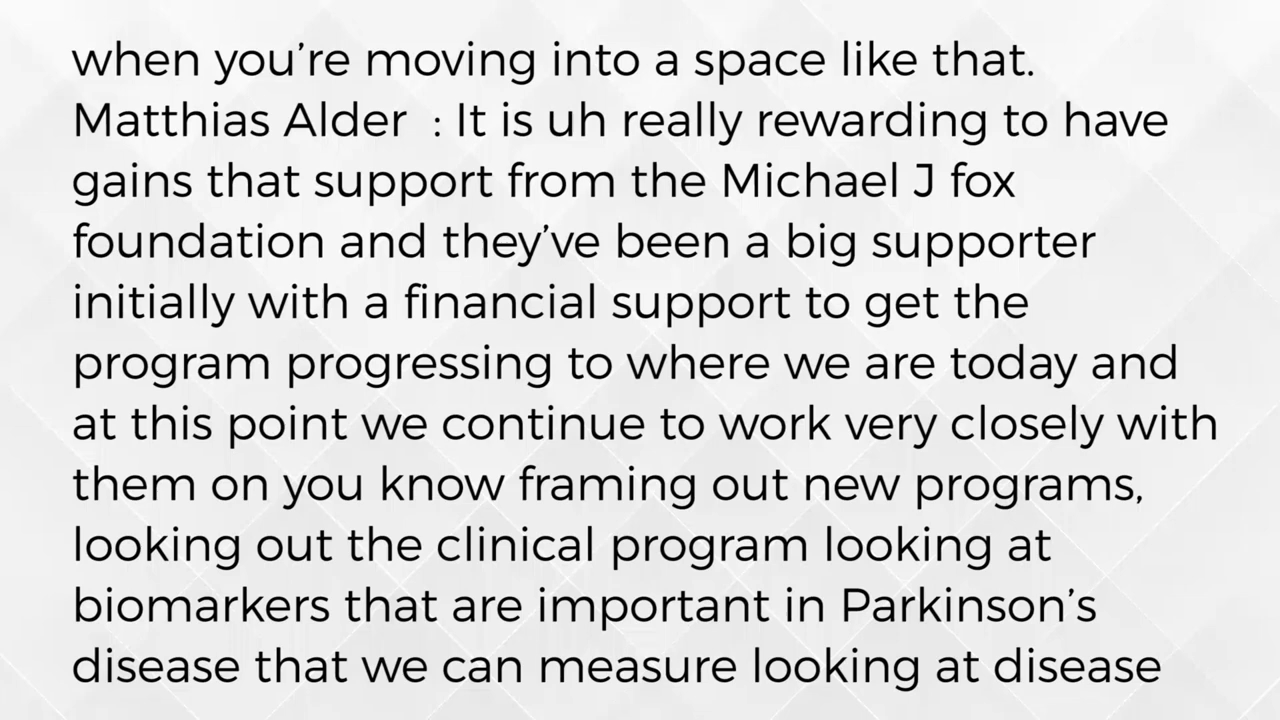 when you’re moving into a space like that.
Matthias Alder  : It is uh really rewarding to have
gains that support from the Michael J fox
foundation and they’ve been a big supporter
initially with a financial support to get the
program progressing to where we are today and
at this point we continue to work very closely with
them on you know framing out new programs,
looking out the clinical program looking at
biomarkers that are important in Parkinson’s
disease that we can measure looking at disease